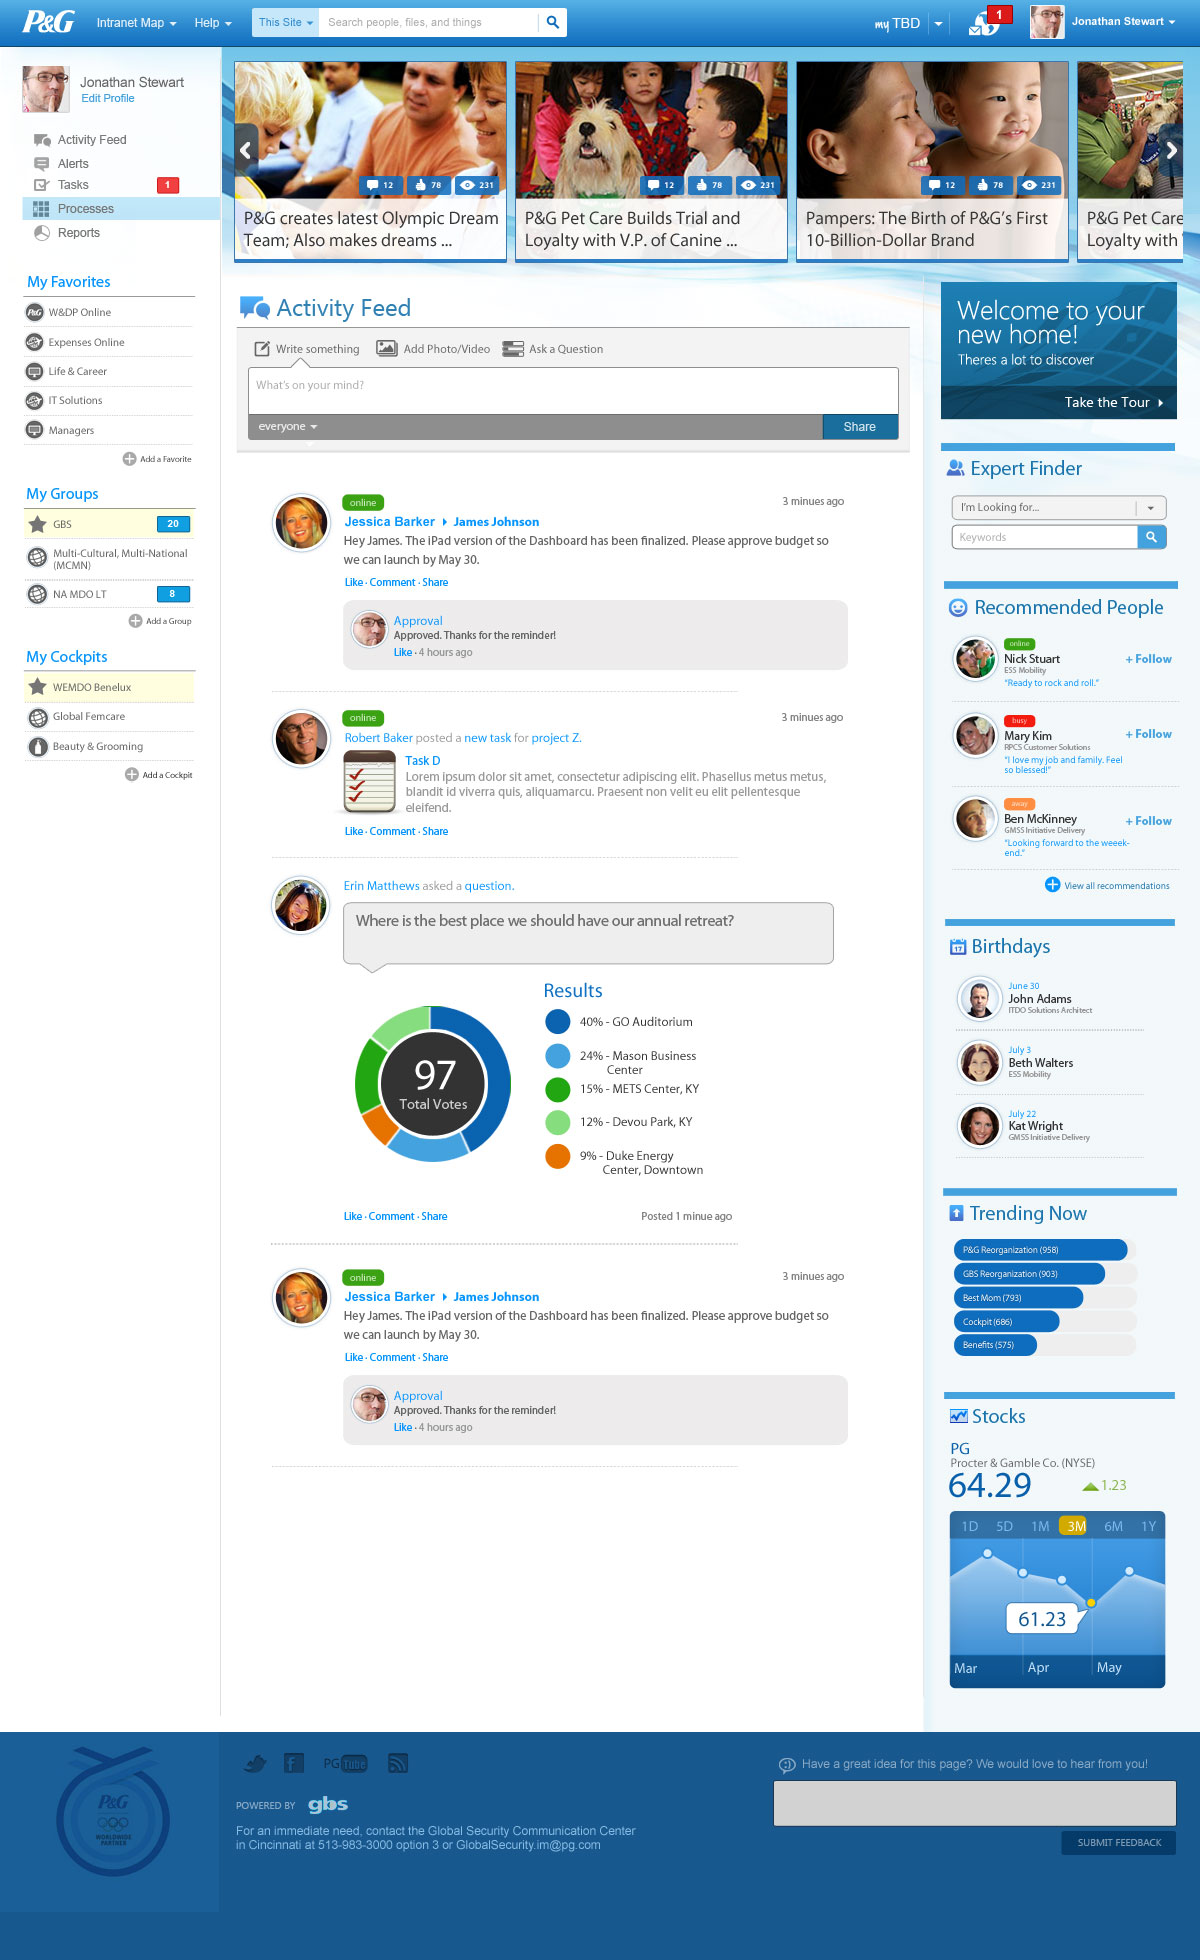 P&G
Intranet Map
Help
This Site
Search people, files, and things
my TBD
1
Jonathan Stewart
Jonathan Stewart
Edit Profile
Activity Feed
Alerts
Tasks
1
Processes
Reports
My Favorites
P&G W&DP Online
Expenses Online
Life & Career
IT Solutions
Managers
Add a Favorite
My Groups
GBS
20
Multi-Cultural, Multi-National
(MCMN)
NA MDO LT
8
Add a Group
My Cockpits
WEMDO Benelux
Global Femcare
Beauty & Grooming
Add a Cockpit
12 78 231
P&G creates latest Olympic Dream
Team; Also makes dreams ...
12 78 231
P&G Pet Care Builds Trial and
Loyalty with V.P. of Canine ...
12 78 231
Pampers: The Birth of P&G's First
10-Billion-Dollar Brand
P&G Pet Care
Loyalty with
Activity Feed
Write something
Add Photo/Video
Ask a Question
What's on your mind?
everyone
Share
online
3 minues ago
Jessica Barker James Johnson
Hey James. The iPad version of the Dashboard has been finalized. Please approve budget so
we can launch by May 30.
Like · Comment · Share
Approval
Approved. Thanks for the reminder!
Like · 4 hours ago
online
3 minues ago
Robert Baker posted a new task for project Z.
Task D
Lorem ipsum dolor sit amet, consectetur adipiscing elit. Phasellus metus metus,
blandit id viverra quis, aliquamarcu. Praesent non velit eu elit pellentesque
eleifend.
Like · Comment · Share
Erin Matthews asked a question.
Where is the best place we should have our annual retreat?
97
Total Votes
Results
40% - GO Auditorium
24% - Mason Business
Center
15% - METS Center, KY
12% - Devou Park, KY
9% - Duke Energy
Center, Downtown
Like · Comment · Share
Posted 1 minue ago
online
3 minues ago
Jessica Barker James Johnson
Hey James. The iPad version of the Dashboard has been finalized. Please approve budget so
we can launch by May 30.
Like · Comment · Share
Approval
Approved. Thanks for the reminder!
Like · 4 hours ago
Welcome to your
new home!
Theres a lot to discover
Take the Tour
Expert Finder
I'm Looking for...
Keywords
Recommended People
online
Nick Stuart
+ Follow
ESS Mobility
"Ready to rock and roll."
busy
Mary Kim
+ Follow
RPCS Customer Solutions
"I love my job and family. Feel
so blessed!"
away
Ben McKinney
+ Follow
GMSS Initiative Delivery
"Looking forward to the weeek-
end."
View all recommendations
17 Birthdays
June 30
John Adams
ITDO Solutions Architect
July 3
Beth Walters
ESS Mobility
July 22
Kat Wright
GMSS Initiative Delivery
Trending Now
P&G Reorganization (958)
GBS Reorganization (903)
Best Mom (793)
Cockpit (686)
Benefits (575)
Stocks
PG
Procter & Gamble Co. (NYSE)
64.29
1.23
1D 5D 1M 3M 6M 1Y
61.23
Mar Apr May
P&G
WORLDWIDE
PARTNER
PG Tube
POWERED BY gbs
For an immediate need, contact the Global Security Communication Center
in Cincinnati at 513-983-3000 option 3 or GlobalSecurity.im@pg.com
Have a great idea for this page? We would love to hear from you!
SUBMIT FEEDBACK